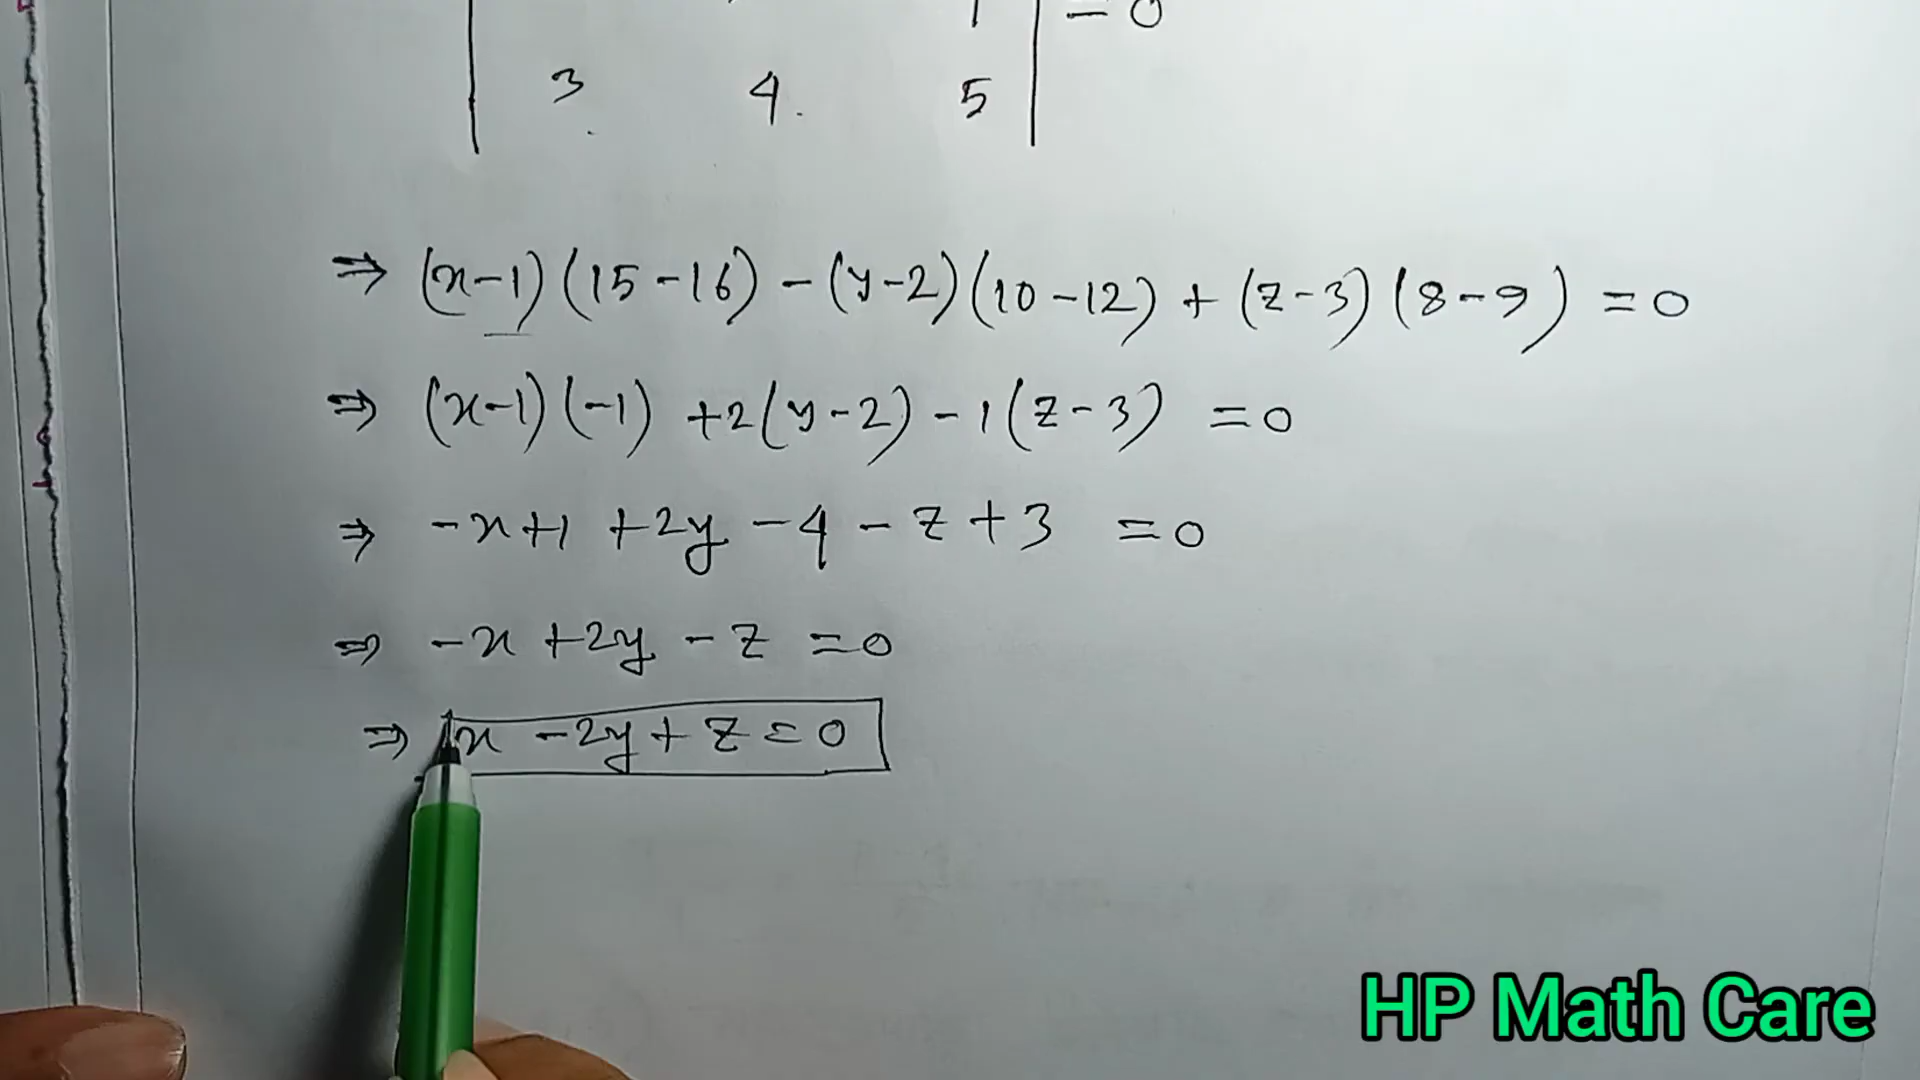 = 0
3 4 5
⇒ (x-1)(15-16) - (y-2)(10-12) + (z-3)(8-9) = 0
⇒ (x-1)(-1) +2(y-2) -1(z-3) = 0
⇒ -x+1 +2y -4 -z +3 = 0
⇒ -x +2y -z = 0
⇒ x -2y + z = 0
HP Math Care